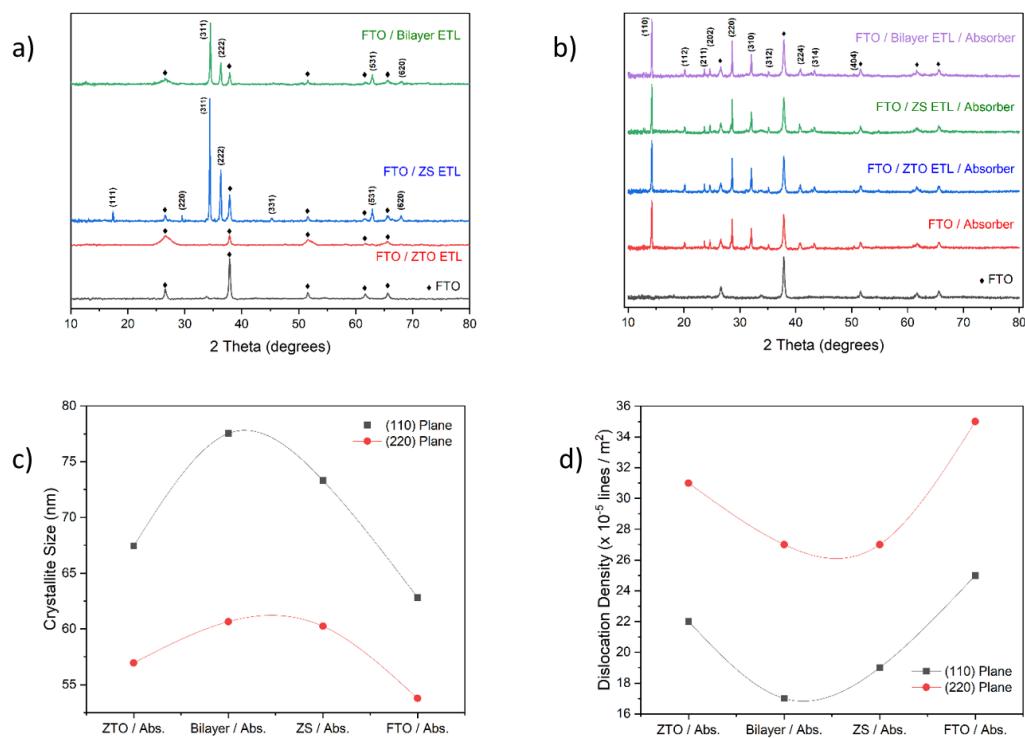 a)
FTO / Bilayer ETL
(311)
(222)
(531)
(620)
FTO / ZS ETL
(111)
(220)
(311)
(222)
(331)
(531)
(620)
FTO / ZTO ETL
♦ FTO
10 20 30 40 50 60 70 80
2 Theta (degrees)
b)
FTO / Bilayer ETL / Absorber
(110)
(112)
(211)
(202)
(220)
(310)
(312)
(224)
(314)
(404)
FTO / ZS ETL / Absorber
FTO / ZTO ETL / Absorber
FTO / Absorber
♦ FTO
10 20 30 40 50 60 70 80
2 Theta (degrees)
c)
Crystallite Size (nm)
80
75
70
65
60
55
(110) Plane
(220) Plane
ZTO / Abs. Bilayer / Abs. ZS / Abs. FTO / Abs.
d)
Dislocation Density (x 10⁻⁵ lines / m²)
36
34
32
30
28
26
24
22
20
18
16
(110) Plane
(220) Plane
ZTO / Abs. Bilayer / Abs. ZS / Abs. FTO / Abs.